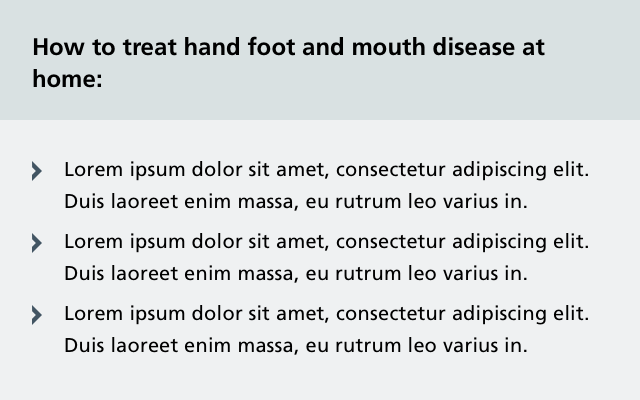 How to treat hand foot and mouth disease at
home:
Lorem ipsum dolor sit amet, consectetur adipiscing elit.
Duis laoreet enim massa, eu rutrum leo varius in.
Lorem ipsum dolor sit amet, consectetur adipiscing elit.
Duis laoreet enim massa, eu rutrum leo varius in.
Lorem ipsum dolor sit amet, consectetur adipiscing elit.
Duis laoreet enim massa, eu rutrum leo varius in.